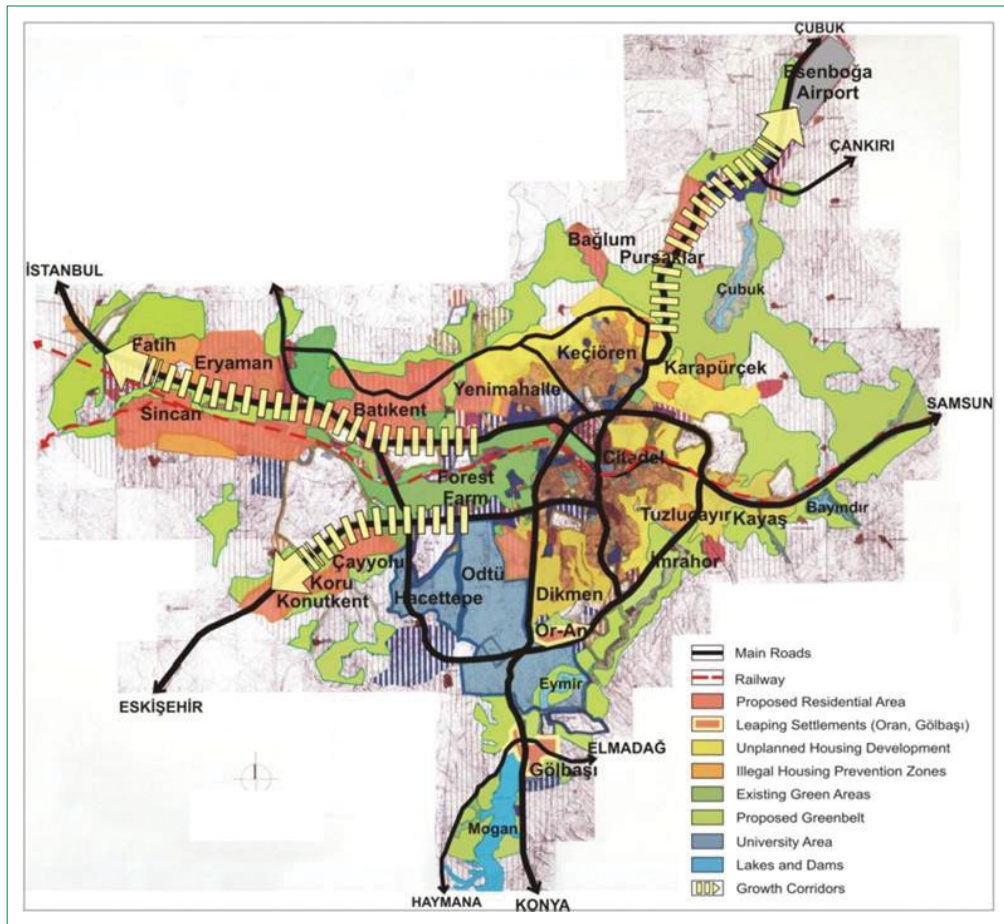 ÇUBUK
Esenboğa
Airport
ÇANKIRI
Bağlum
Pursaklar
Çubuk
İSTANBUL
Fatih
Eryaman
Sincan
Batıkent
Yenimahalle
Keçiören
Karapürçek
SAMSUN
Citadel
Forest
Farm
Tuzluçayır
Kayaş
Bayındır
İmrahor
Çayyolu
Koru
Konutkent
Hacettepe
Odtü
Dikmen
Or-An
Eymir
ESKİŞEHİR
ELMADAĞ
Gölbaşı
Mogan
HAYMANA
KONYA
Main Roads
Railway
Proposed Residential Area
Leaping Settlements (Oran, Gölbaşı)
Unplanned Housing Development
Illegal Housing Prevention Zones
Existing Green Areas
Proposed Greenbelt
University Area
Lakes and Dams
Growth Corridors